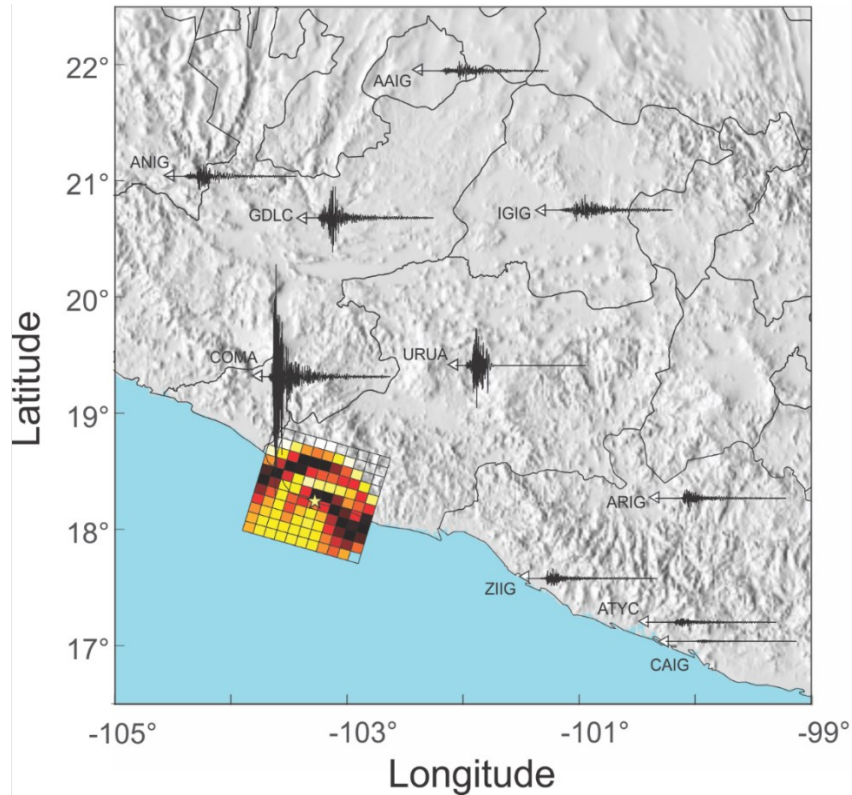 22°
AAIG
ANIG
21°
GDLC
IGIG
20°
COMA
URUA
19°
ARIG
18°
ZIIG
ATYC
17°
CAIG
Latitude
-105°
-103°
-101°
-99°
Longitude